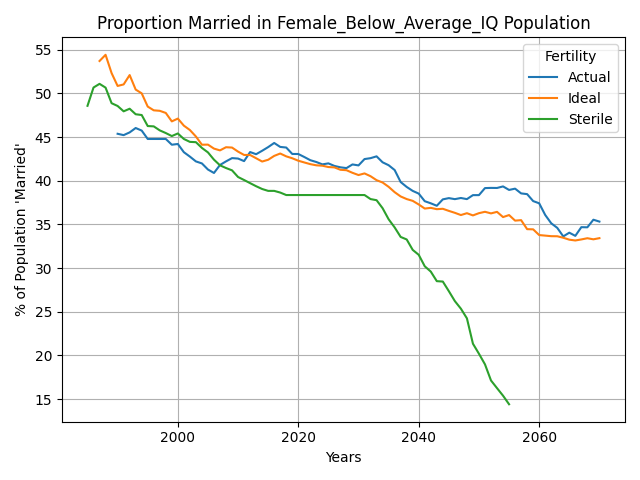 Proportion Married in Female_Below_Average_IQ Population
% of Population 'Married'
55
50
45
40
35
30
25
20
15
2000
2020
2040
2060
Years
Fertility
Actual
Ideal
Sterile